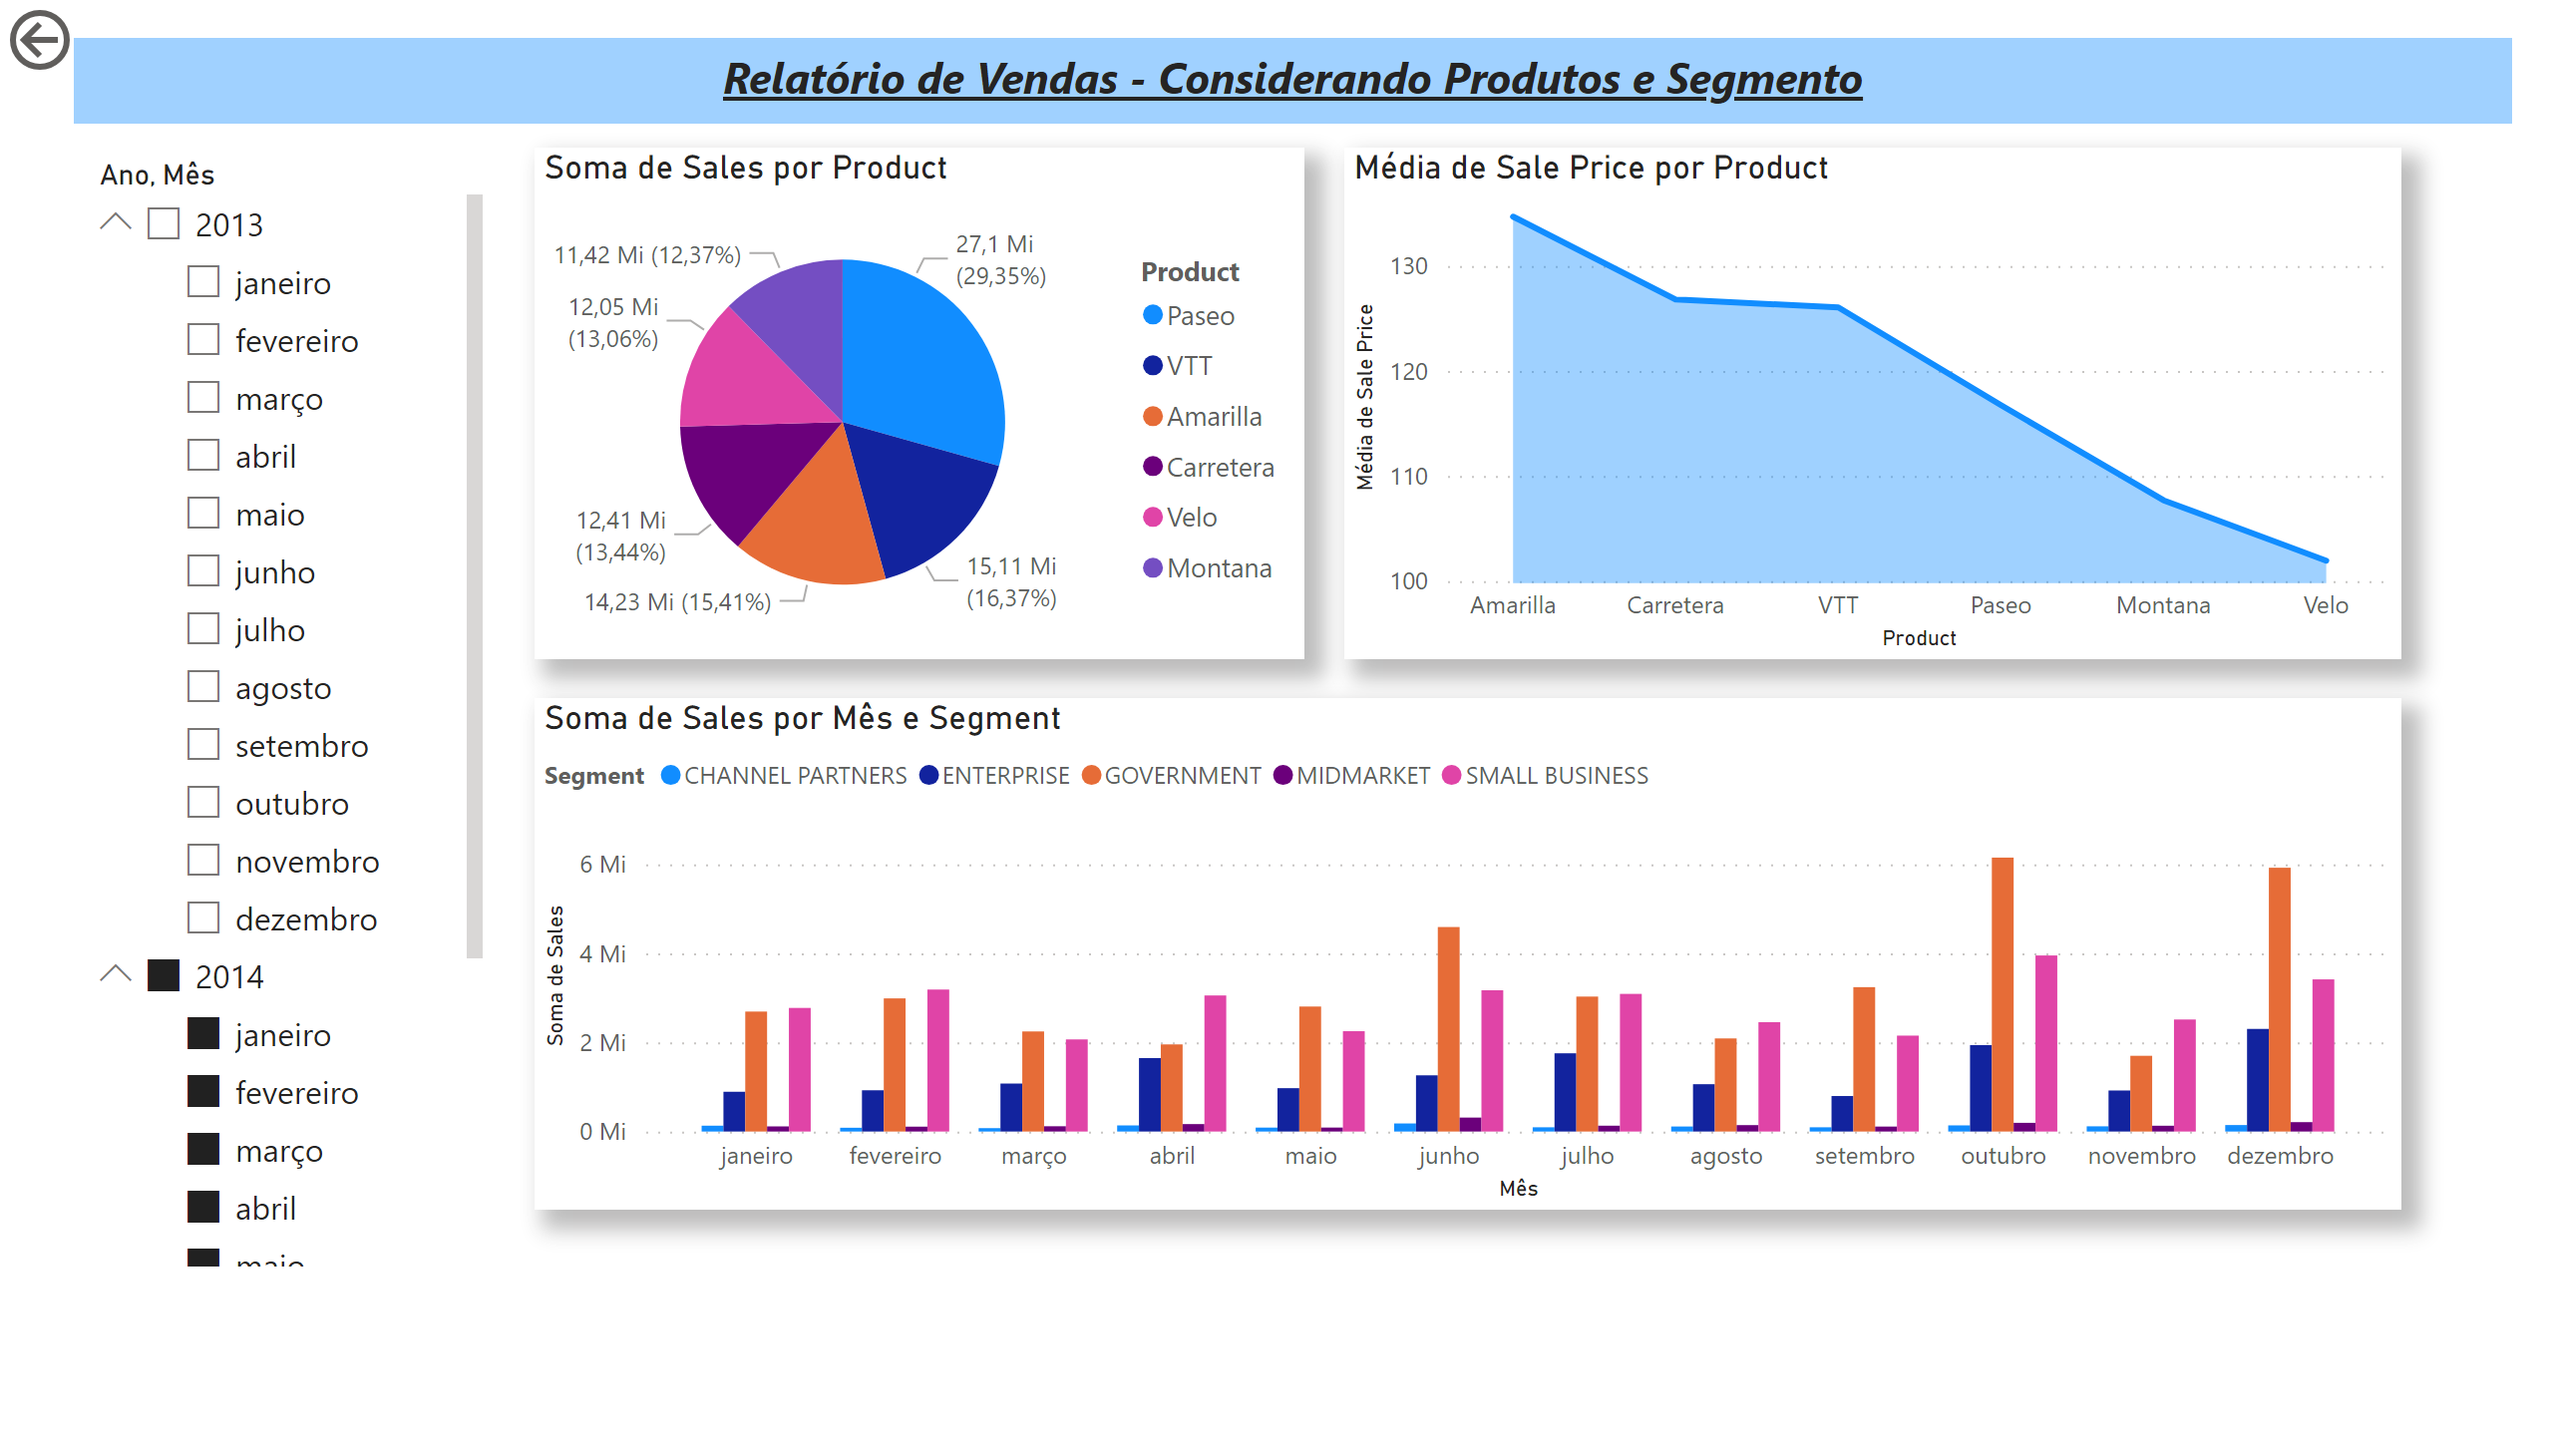 Relatório de Vendas - Considerando Produtos e Segmento
Ano, Mês
2013
janeiro
fevereiro
março
abril
maio
junho
julho
agosto
setembro
outubro
novembro
dezembro
2014
janeiro
fevereiro
março
abril
maio
Soma de Sales por Product
27,1 Mi
(29,35%)
15,11 Mi
(16,37%)
14,23 Mi (15,41%)
12,41 Mi
(13,44%)
12,05 Mi
(13,06%)
11,42 Mi (12,37%)
Product
Paseo
VTT
Amarilla
Carretera
Velo
Montana
Média de Sale Price por Product
Média de Sale Price
130
120
110
100
Amarilla Carretera VTT Paseo Montana Velo
Product
Soma de Sales por Mês e Segment
Segment CHANNEL PARTNERS ENTERPRISE GOVERNMENT MIDMARKET SMALL BUSINESS
Soma de Sales
6 Mi
4 Mi
2 Mi
0 Mi
janeiro fevereiro março abril maio junho julho agosto setembro outubro novembro dezembro
Mês